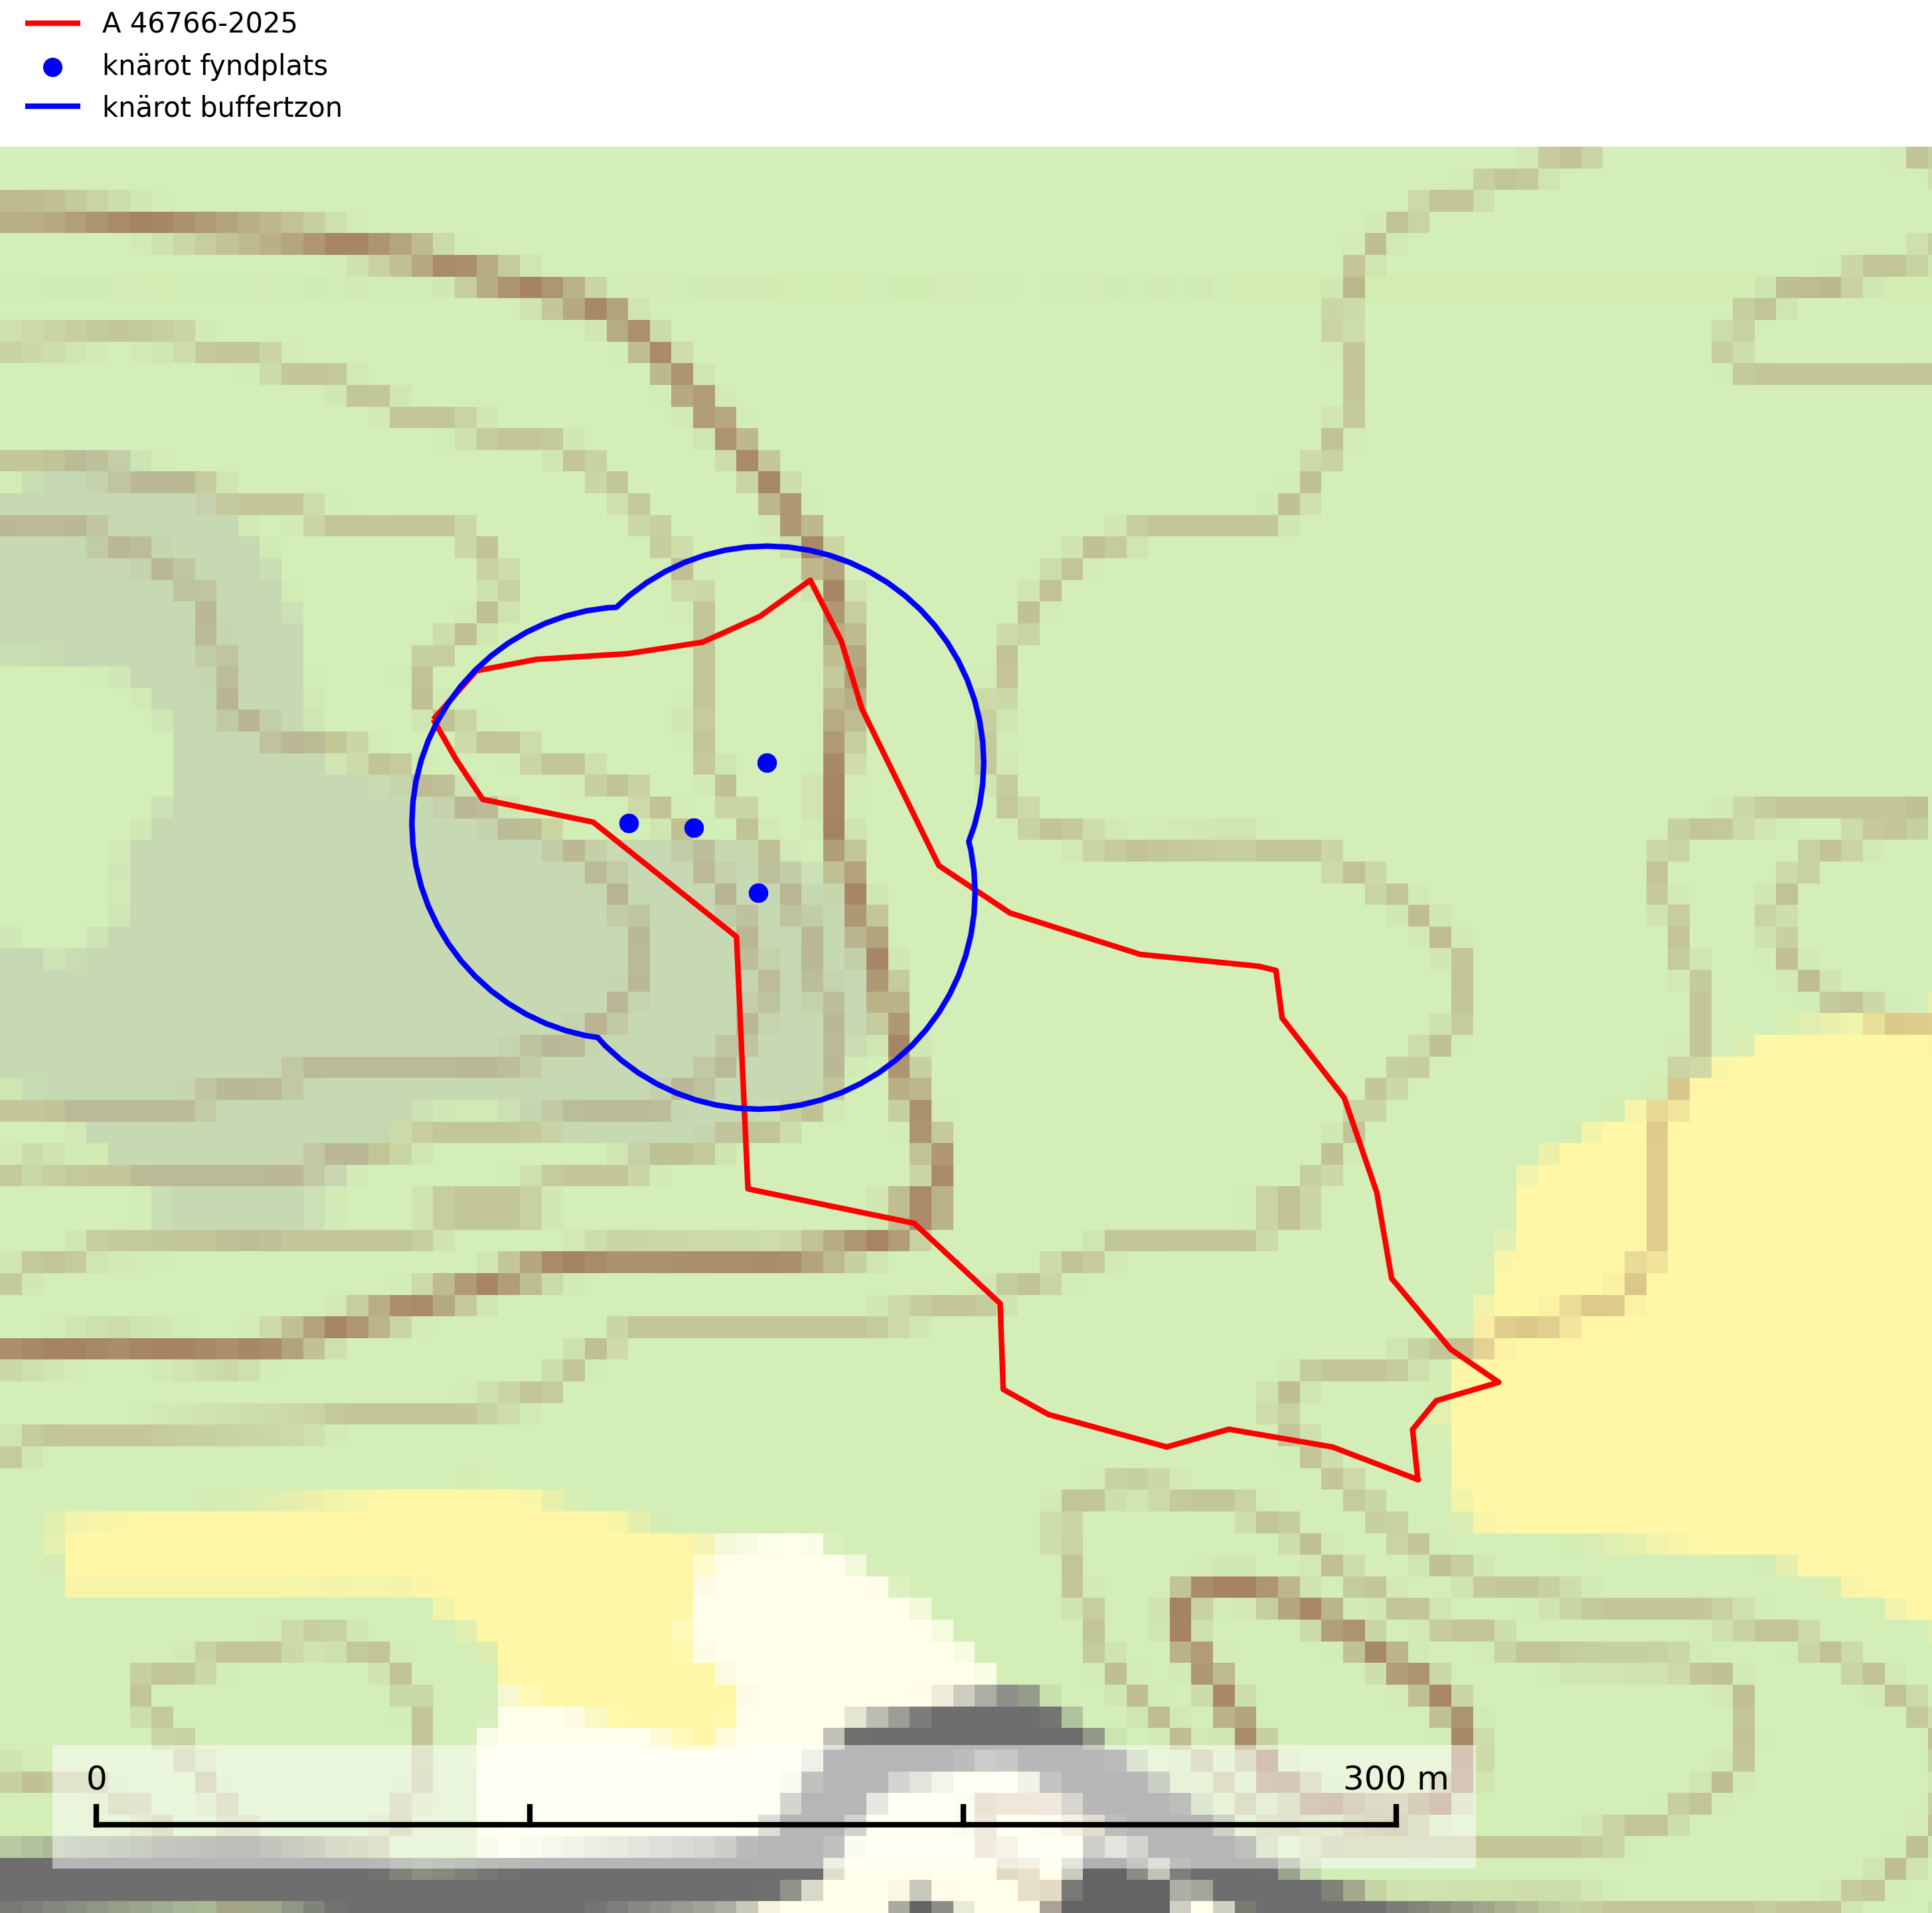 A 46766-2025
knärot fyndplats
knärot buffertzon
0 300 m